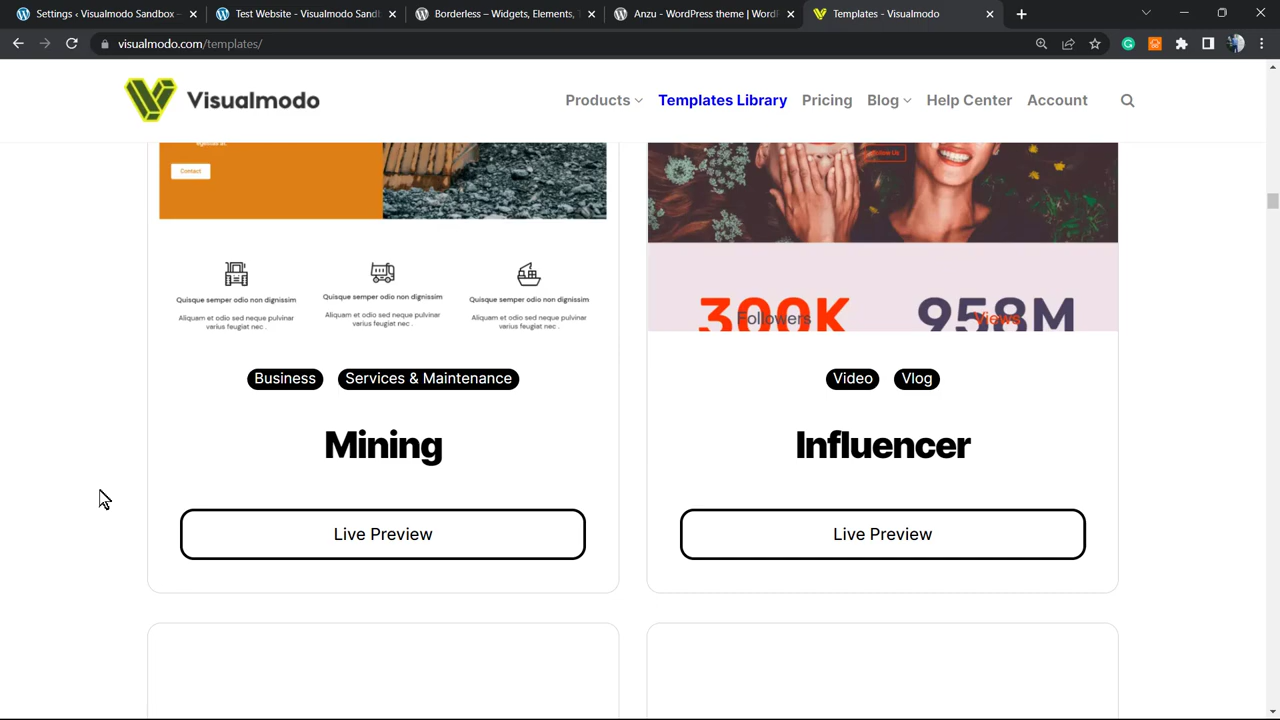 Settings ‹ WordPress Sandbox
Test Website - WordPress Sandl
Borderless – Widgets, Elements,
Anzu - WordPress theme | Word
Templates - Visualmodo
visualmodo.com/templates/
Visualmodo
Products
Templates Library
Pricing
Blog
Help Center
Account
Contact
Quisque semper odio non dignissim
Quisque semper odio non dignissim
Quisque semper odio non dignissim
Aliquam et odio sed neque pulvinar
varius feugiat nec .
Aliquam et odio sed neque pulvinar
varius feugiat nec .
Aliquam et odio sed neque pulvinar
varius feugiat nec .
300K
Followers
958M
Views
Business
Services & Maintenance
Video
Vlog
Mining
Influencer
Live Preview
Live Preview